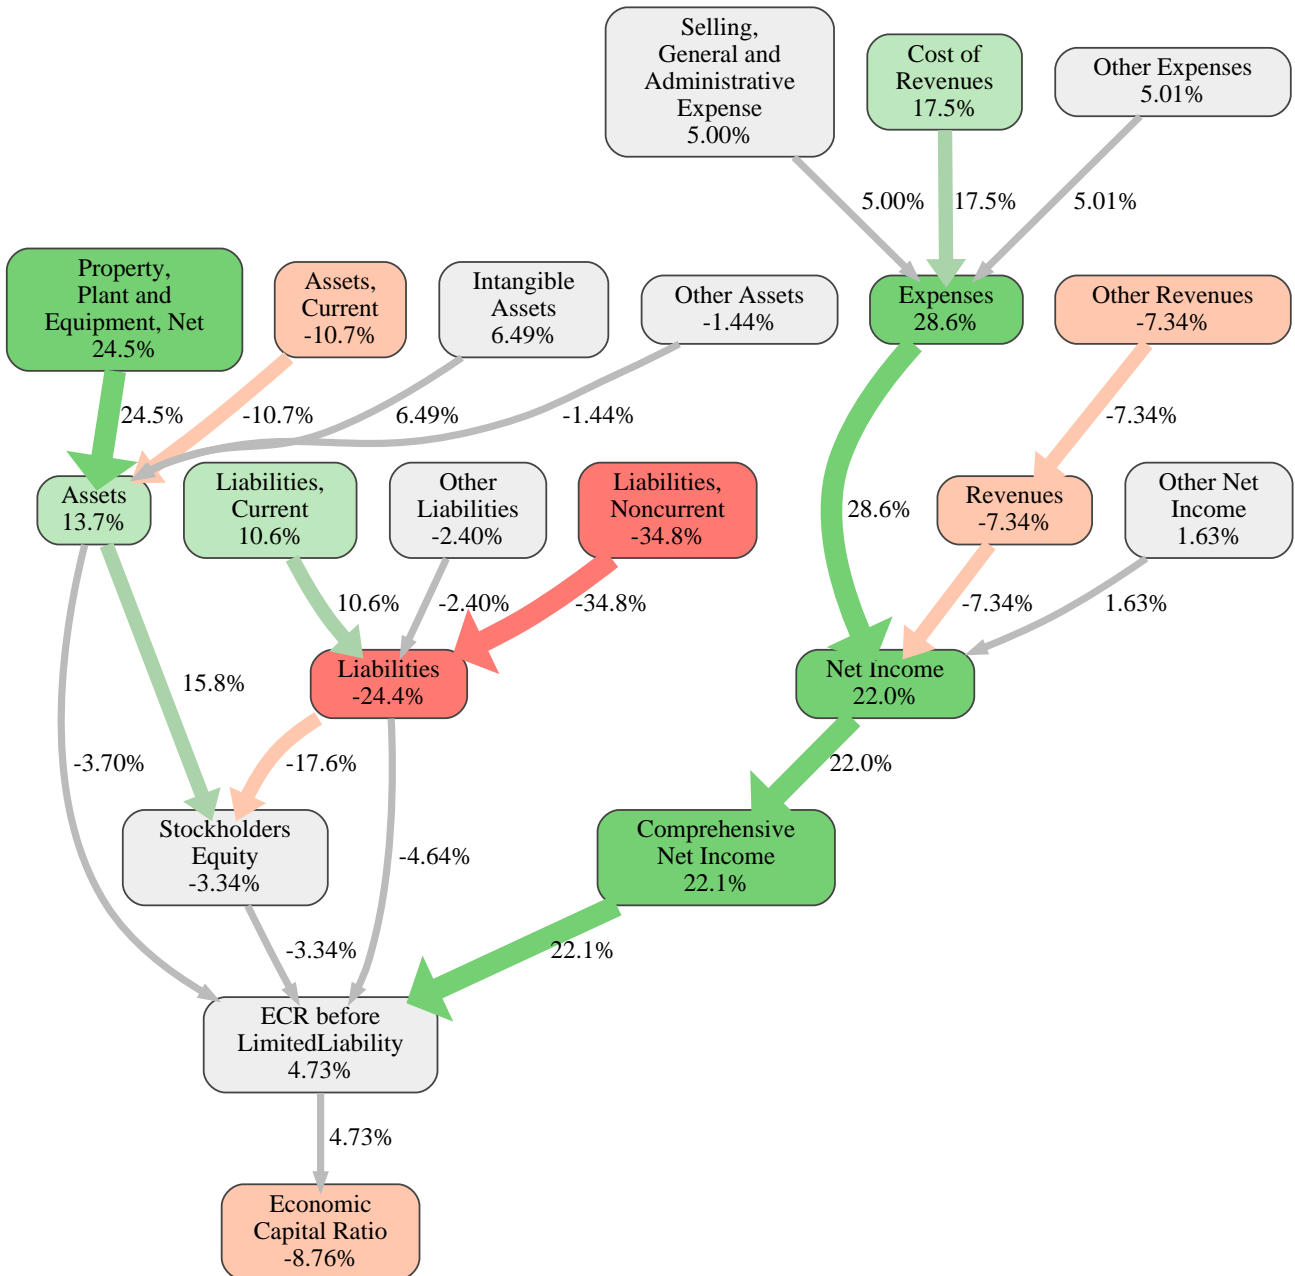 Selling,
General and
Administrative
Expense
5.00%
Cost of
Revenues
17.5%
Other Expenses
5.01%
5.00%
17.5%
5.01%
Property,
Plant and
Equipment, Net
24.5%
Assets,
Current
-10.7%
Intangible
Assets
6.49%
Other Assets
-1.44%
Expenses
28.6%
Other Revenues
-7.34%
24.5%
-10.7%
6.49%
-1.44%
-7.34%
Assets
13.7%
Liabilities,
Current
10.6%
Other
Liabilities
-2.40%
Liabilities,
Noncurrent
-34.8%
28.6%
Revenues
-7.34%
Other Net
Income
1.63%
10.6%
-2.40%
-34.8%
-7.34%
1.63%
15.8%
Liabilities
-24.4%
Net Income
22.0%
-3.70%
-17.6%
22.0%
Stockholders
Equity
-3.34%
-4.64%
Comprehensive
Net Income
22.1%
-3.34%
22.1%
ECR before
LimitedLiability
4.73%
4.73%
Economic
Capital Ratio
-8.76%